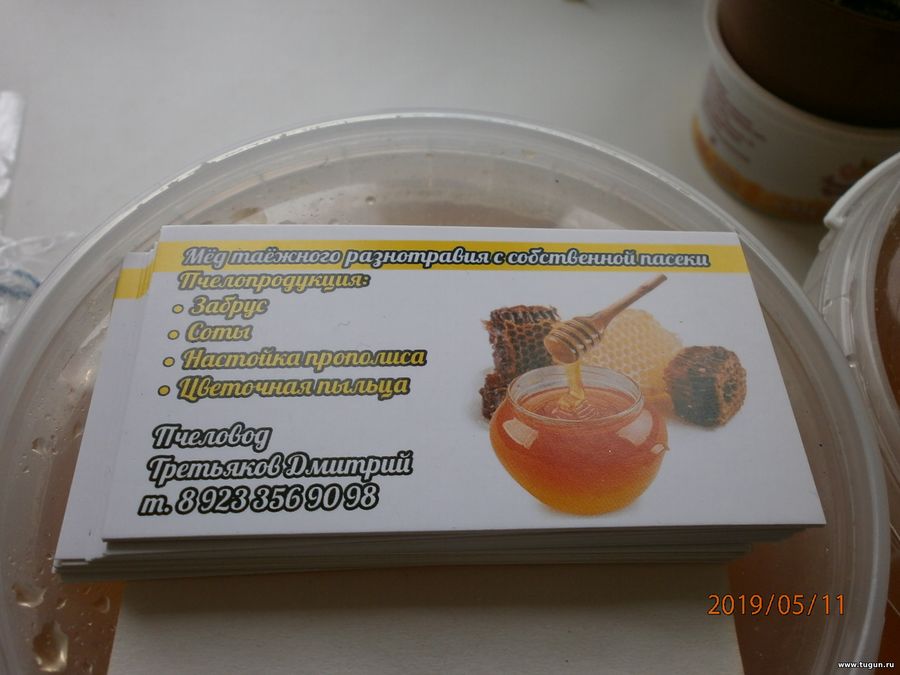 Мёд таёжного разнотравия с собственной пасеки
Пчелопродукция:
• Забрус
• Соты
• Настойка прополиса
• Цветочная пыльца
Пчеловод
Третьяков Дмитрий
т. 8 923 356 90 98
2019/05/11
www.tugun.ru